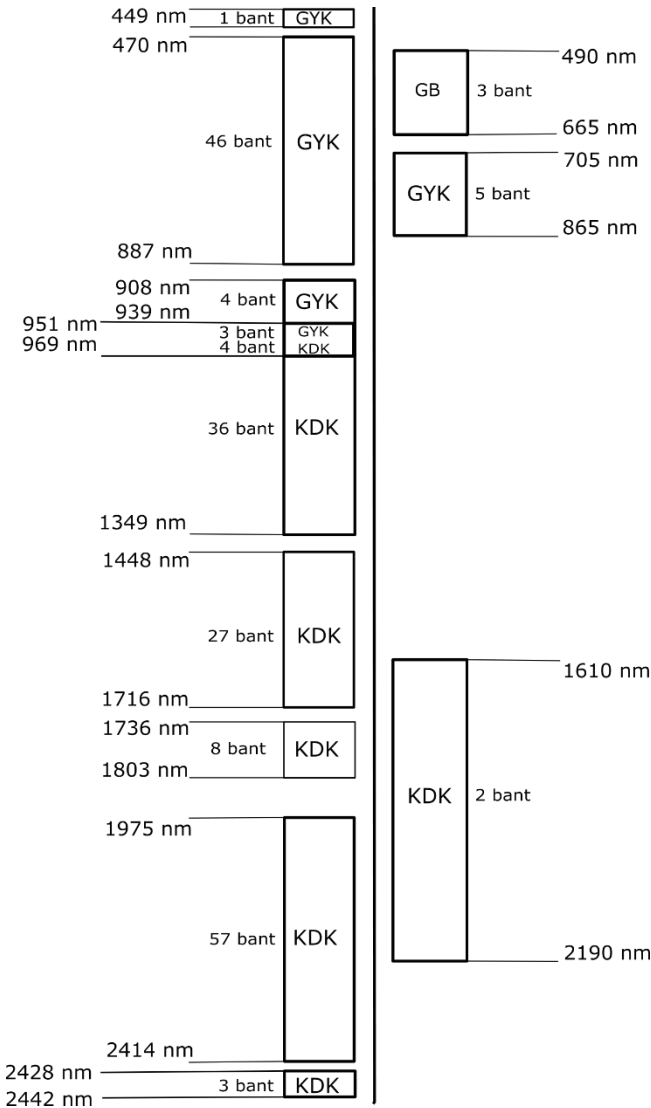 449 nm
1 bant
GYK
470 nm
46 bant
GYK
887 nm
908 nm
4 bant
GYK
939 nm
951 nm
3 bant
GYK
969 nm
4 bant
KDK
36 bant
KDK
1349 nm
1448 nm
27 bant
KDK
1716 nm
1736 nm
8 bant
KDK
1803 nm
1975 nm
57 bant
KDK
2414 nm
2428 nm
3 bant
KDK
2442 nm
490 nm
GB
3 bant
665 nm
705 nm
GYK
5 bant
865 nm
1610 nm
KDK
2 bant
2190 nm